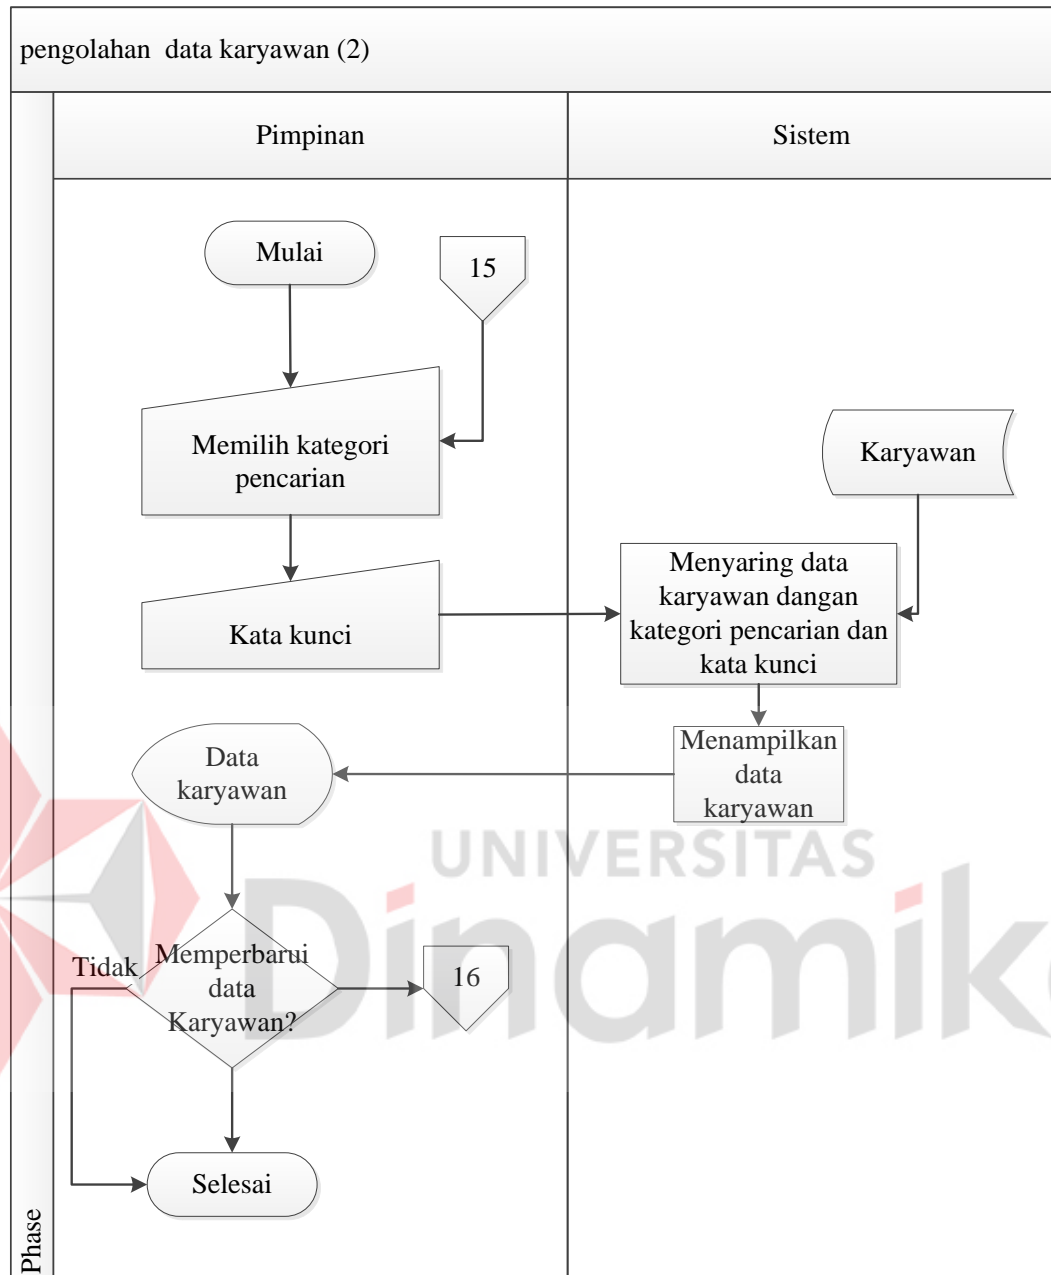 pengolahan  data karyawan (2)
Pimpinan
Sistem
Mulai
15
Memilih kategori
pencarian
Karyawan
Kata kunci
Menyaring data
karyawan dangan
kategori pencarian dan
kata kunci
Data
karyawan
Menampilkan
data
karyawan
UNIVERSITAS
Dinamika
Tidak
Memperbarui
data
Karyawan?
16
Selesai
Phase